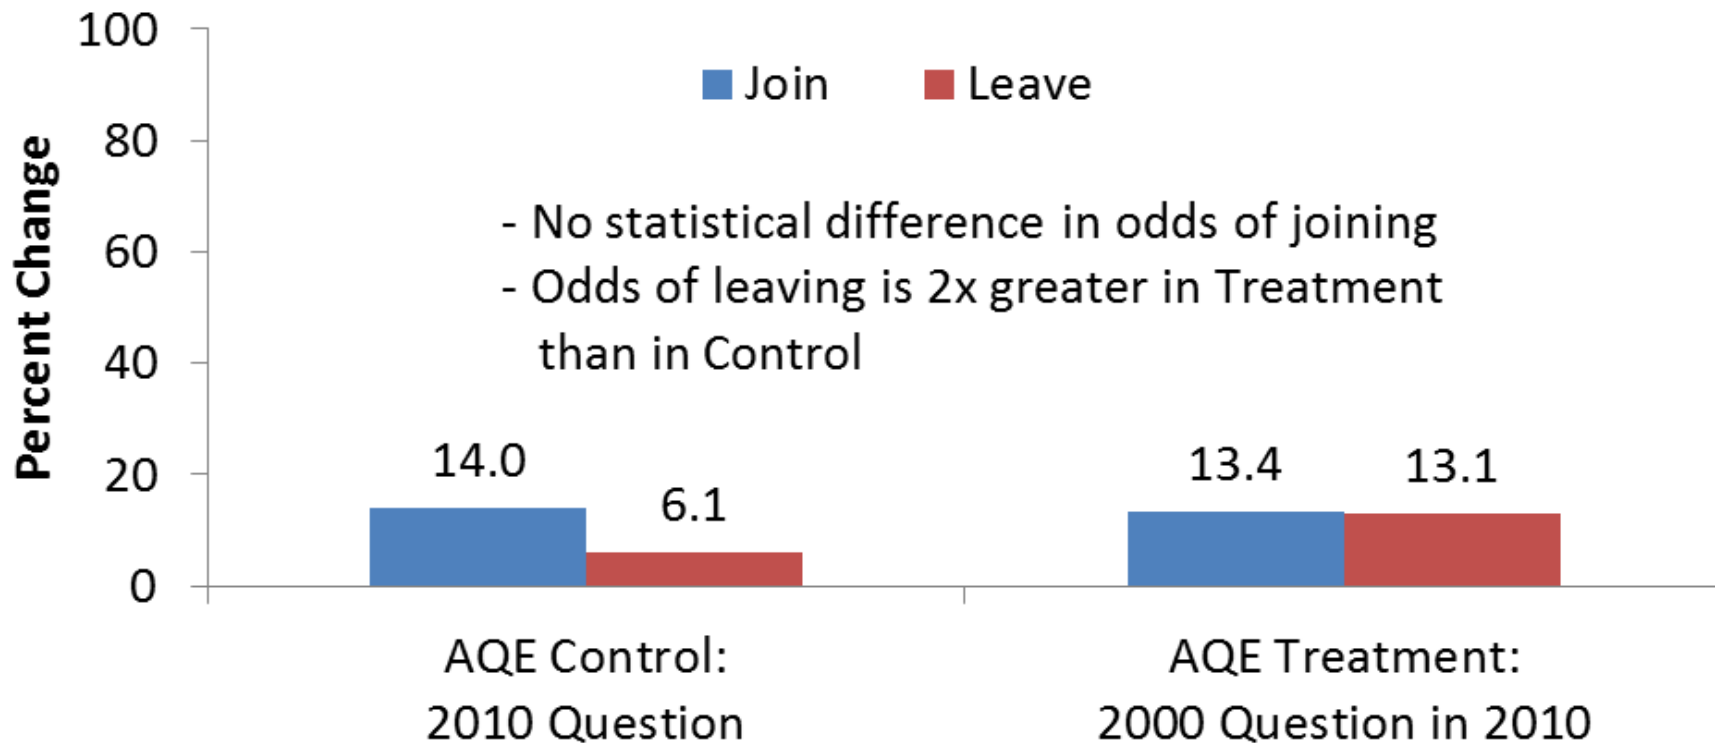 100
80
60
40
20
0
Percent Change
Join
Leave
- No statistical difference in odds of joining
- Odds of leaving is 2x greater in Treatment
than in Control
14.0
6.1
13.4
13.1
AQE Control:
2010 Question
AQE Treatment:
2000 Question in 2010